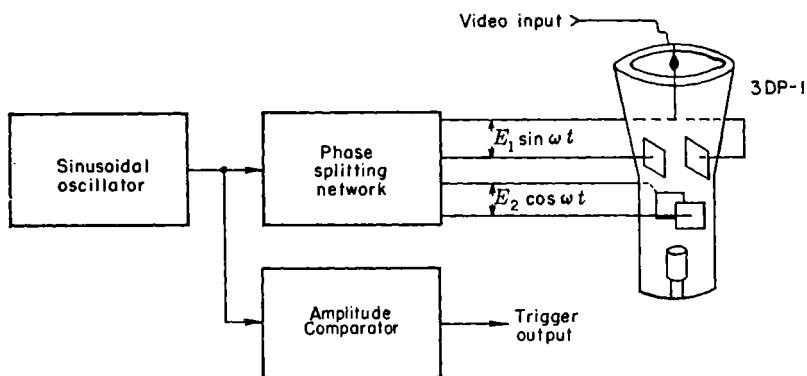 Video input
3DP-1
Sinusoidal
oscillator
Phase
splitting
network
E₁ sin ωt
E₂ cos ωt
Amplitude
Comparator
Trigger
output